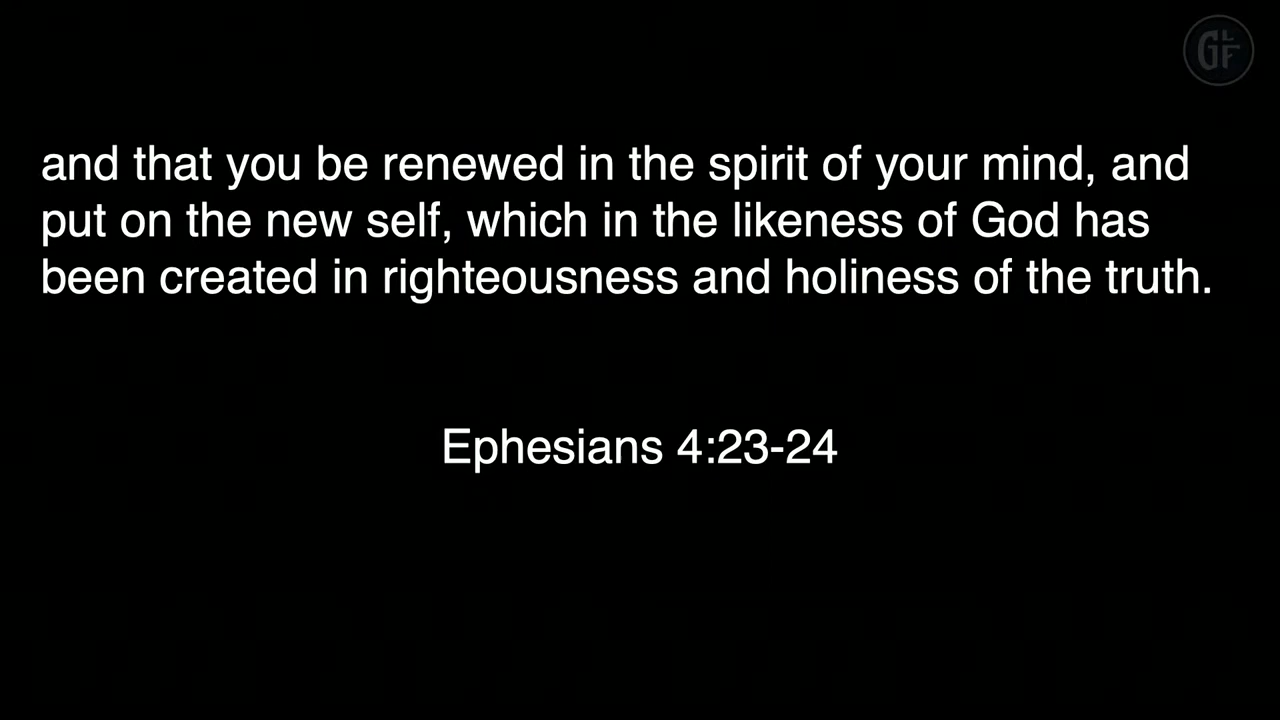 GLF
and that you be renewed in the spirit of your mind, and
put on the new self, which in the likeness of God has
been created in righteousness and holiness of the truth.
Ephesians 4:23-24